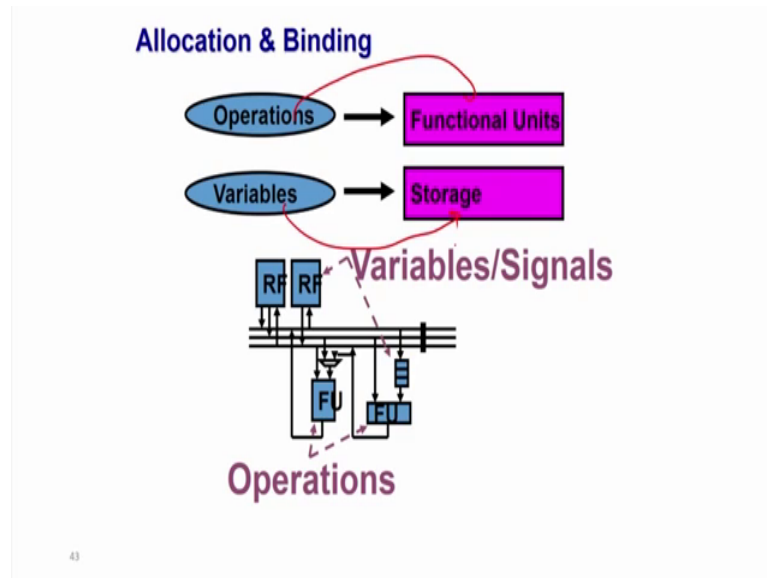 Allocation & Binding
Operations
Functional Units
Variables
Storage
Variables/Signals
RF
RF
FU
FU
Operations
43